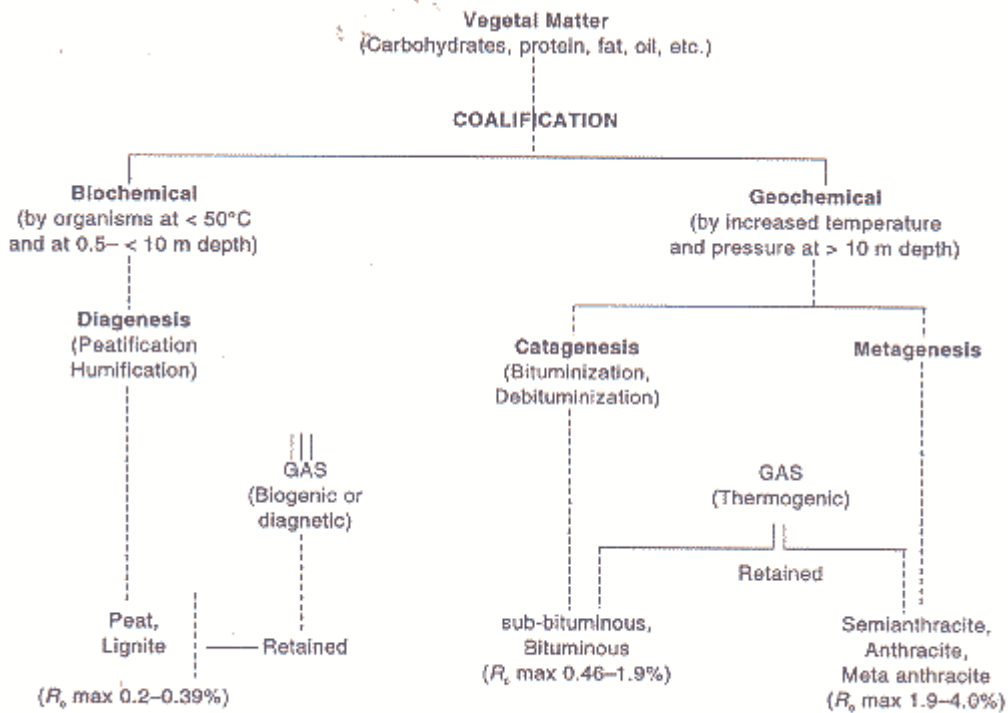 Vegetal Matter
(Carbohydrates, protein, fat, oil, etc.)
COALIFICATION
Biochemical
(by organisms at < 50°C
and at 0.5– < 10 m depth)
Geochemical
(by increased temperature
and pressure at > 10 m depth)
Diagenesis
(Peatification
Humification)
Catagenesis
(Bituminization,
Debituminization)
Metagenesis
GAS
(Biogenic or
diagnetic)
GAS
(Thermogenic)
Retained
Peat,
Lignite
Retained
(Rₒ max 0.2–0.39%)
sub-bituminous,
Bituminous
(Rₒ max 0.46–1.9%)
Semianthracite,
Anthracite,
Meta anthracite
(Rₒ max 1.9–4.0%)